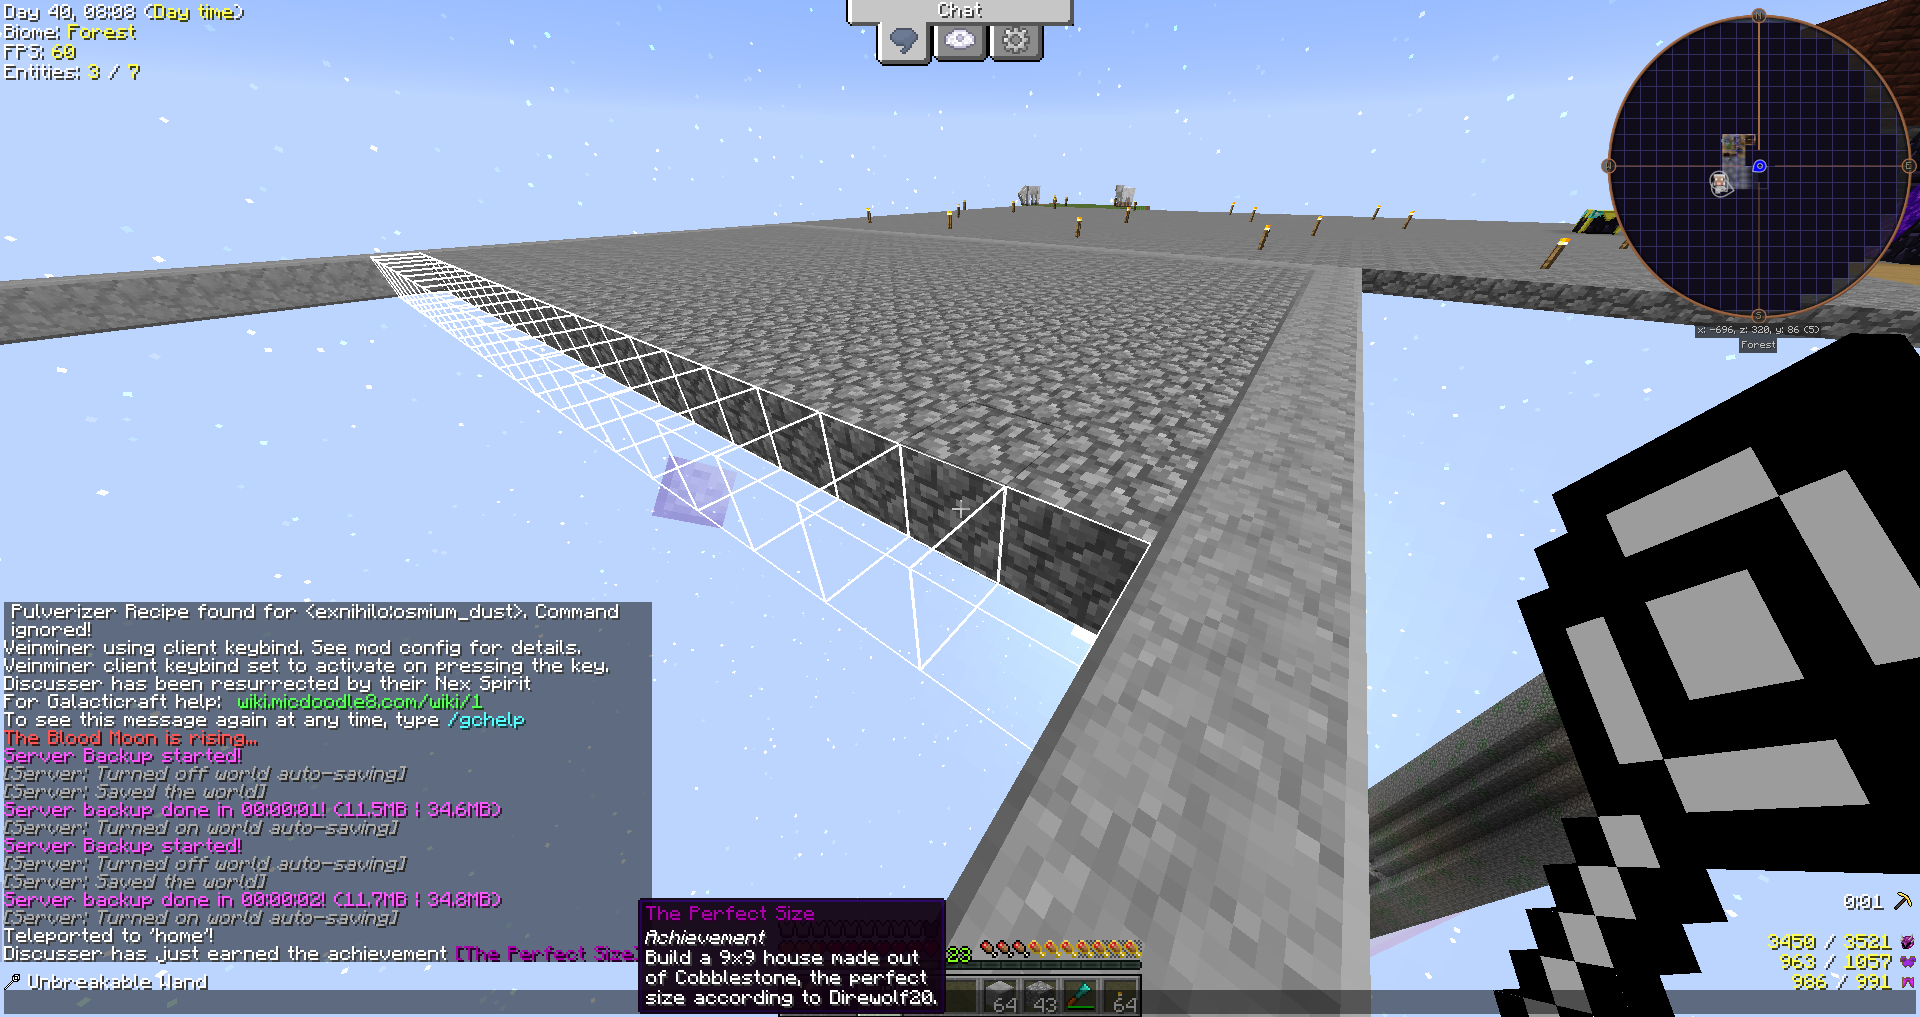 Day 40, 08:08 (Day time)
Biome: Forest
FPS: 60
Entities: 3 / 7
Chat
N
W
E
S
x: -696, z: 320, y: 86 (5)
Forest
Pulverizer Recipe found for <exnihilo:osmium_dust>. Command
ignored!
Veinminer using client keybind. See mod config for details.
Veinminer client keybind set to activate on pressing the key.
Discusser has been resurrected by their Nex Spirit
For Galacticraft help: wiki.micdoodle8.com/wiki/1
To see this message again at any time, type /gchelp
The Blood Moon is rising...
Server Backup started!
[Server: Turned off world auto-saving]
[Server: Saved the world]
Server backup done in 00:00:01! (11.5MB | 34.6MB)
[Server: Turned on world auto-saving]
Server Backup started!
[Server: Turned off world auto-saving]
[Server: Saved the world]
Server backup done in 00:00:02! (11.7MB | 34.8MB)
[Server: Turned on world auto-saving]
Teleported to 'home'!
Discusser has just earned the achievement [The Perfect Size]
Unbreakable Wand
The Perfect Size
Achievement
Build a 9x9 house made out
of Cobblestone, the perfect
size according to Direwolf20.
23
64 43 64
0:01
3450 / 3521
963 / 1057
986 / 991